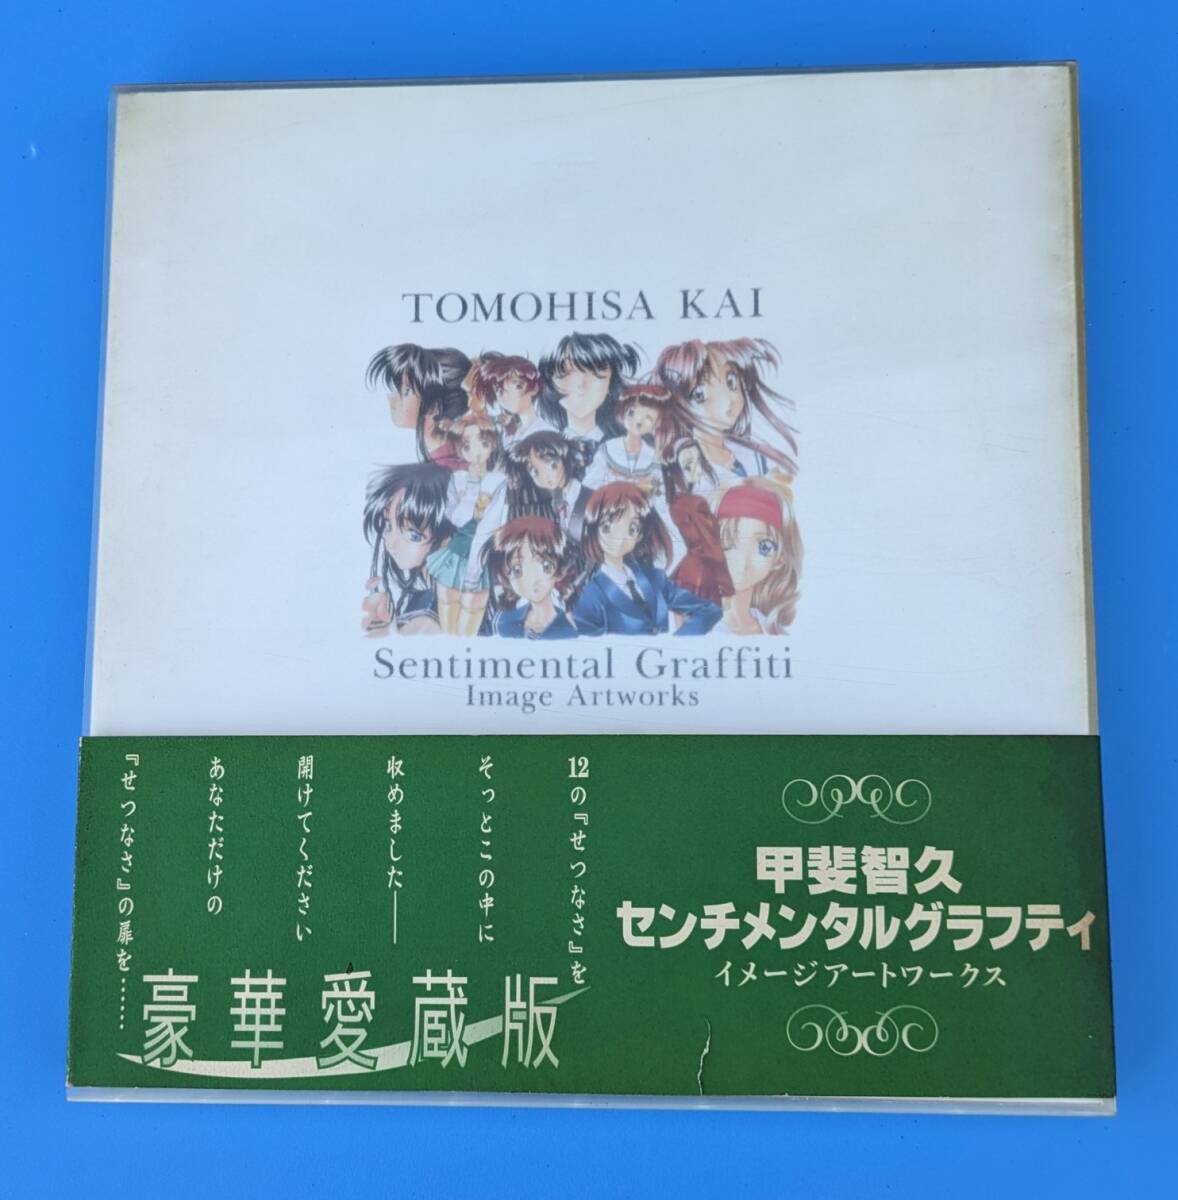 TOMOHISA KAI
Sentimental Graffiti
Image Artworks
12の『せつなさ』を
そっとこの中に
収めました——
開けてください
あなただけの
『せつなさ』の扉を……
豪華愛蔵版
甲斐智久
センチメンタルグラフティ
イメージアートワークス